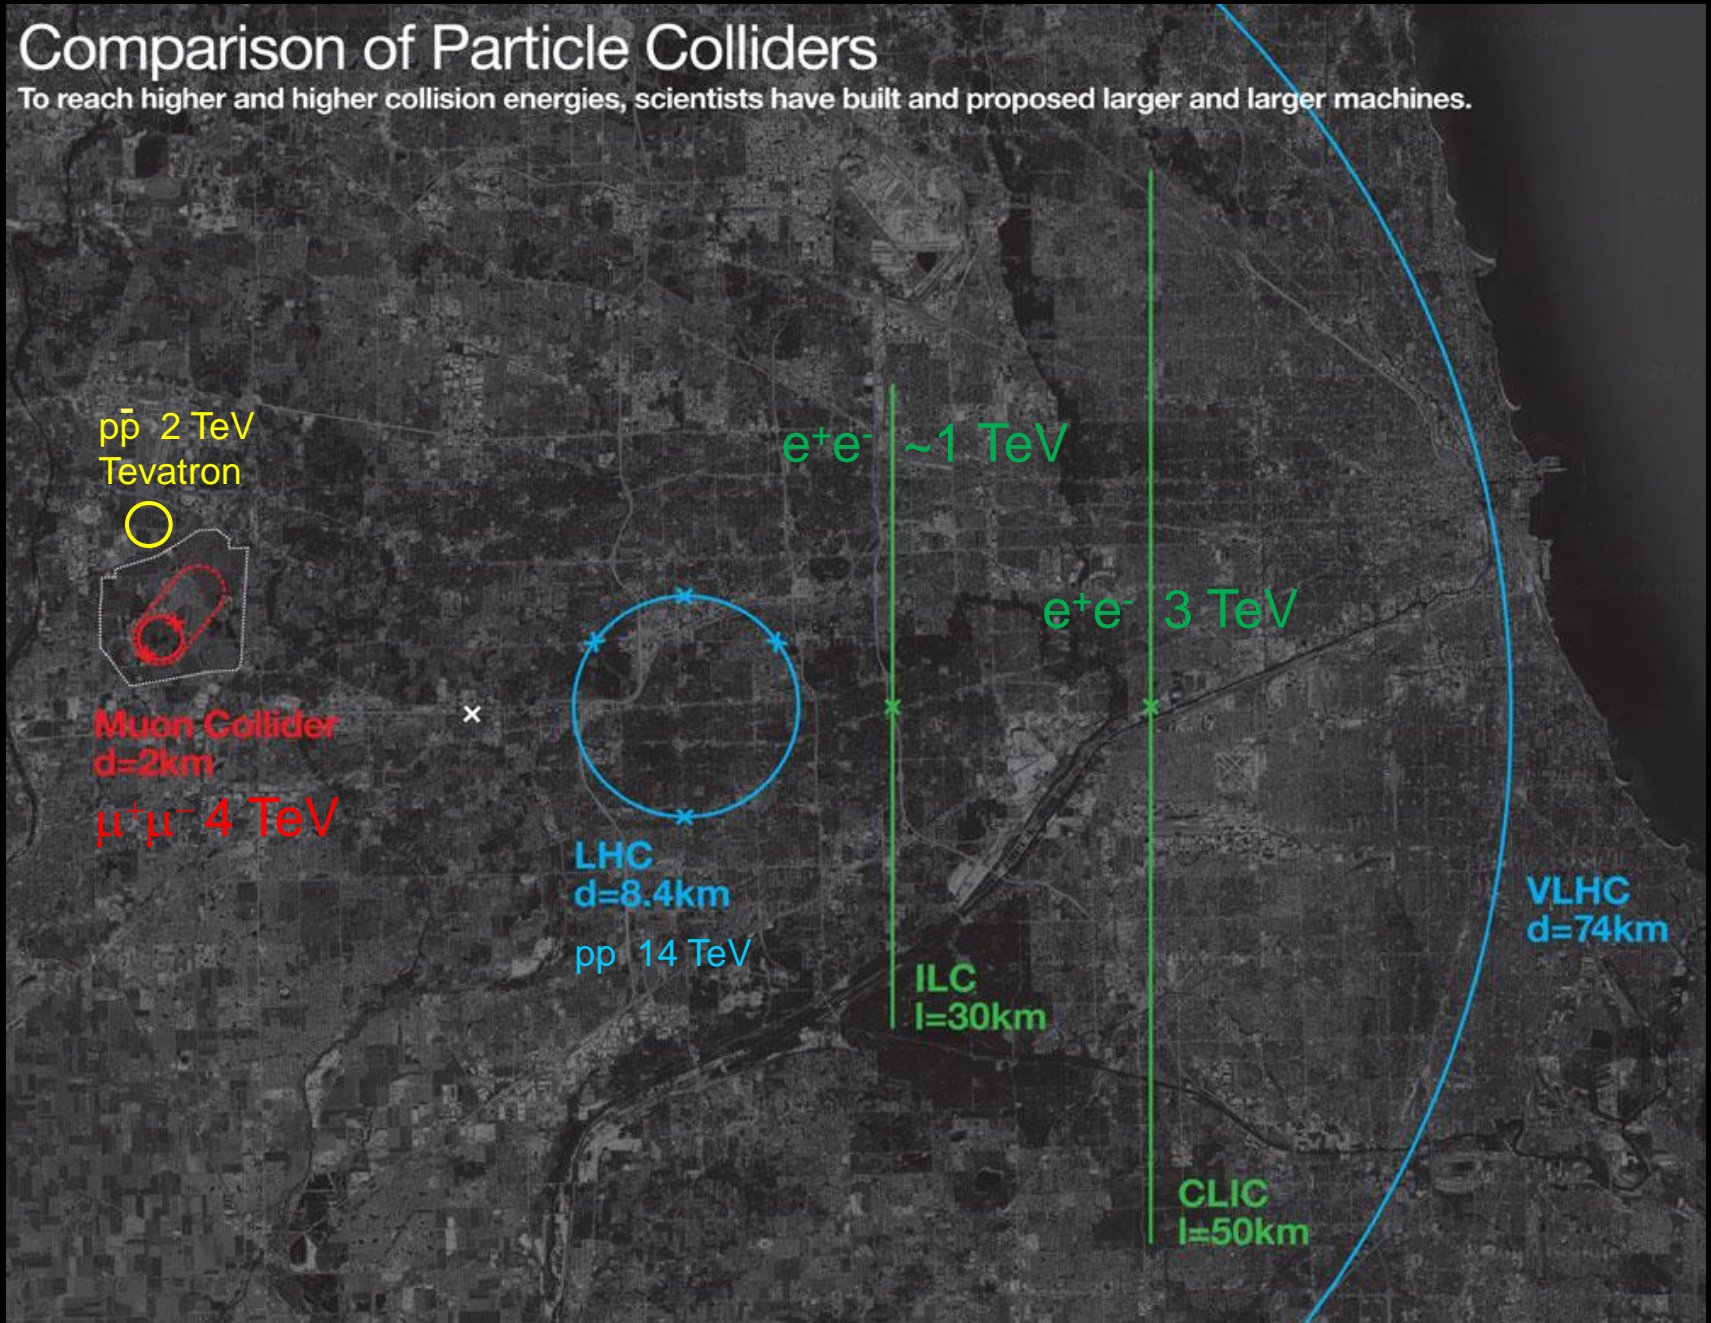 Comparison of Particle Colliders
To reach higher and higher collision energies, scientists have built and proposed larger and larger machines.
pp̄ 2 TeV
Tevatron
Muon Collider
d=2km
μ⁺μ⁻ 4 TeV
LHC
d=8.4km
pp 14 TeV
e⁺e⁻ ~1 TeV
ILC
l=30km
e⁺e⁻ 3 TeV
CLIC
l=50km
VLHC
d=74km